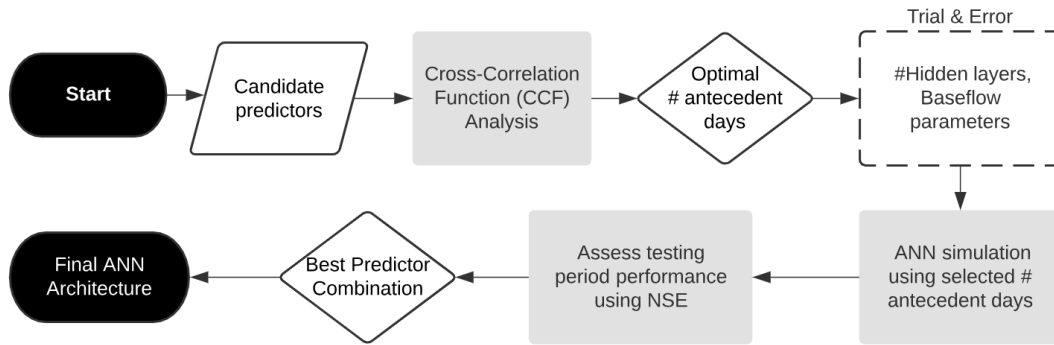 Trial & Error
Start
Candidate
predictors
Cross-Correlation
Function (CCF)
Analysis
Optimal
# antecedent
days
#Hidden layers,
Baseflow
parameters
Final ANN
Architecture
Best Predictor
Combination
Assess testing
period performance
using NSE
ANN simulation
using selected #
antecedent days